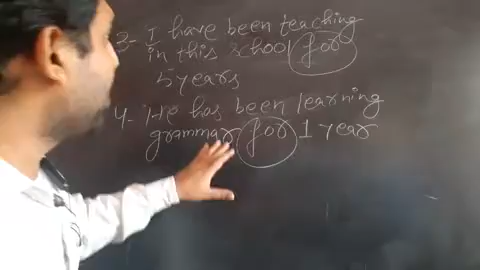 3- I have been teaching
in this school for
5 years
4- He has been learning
grammar for 1 year